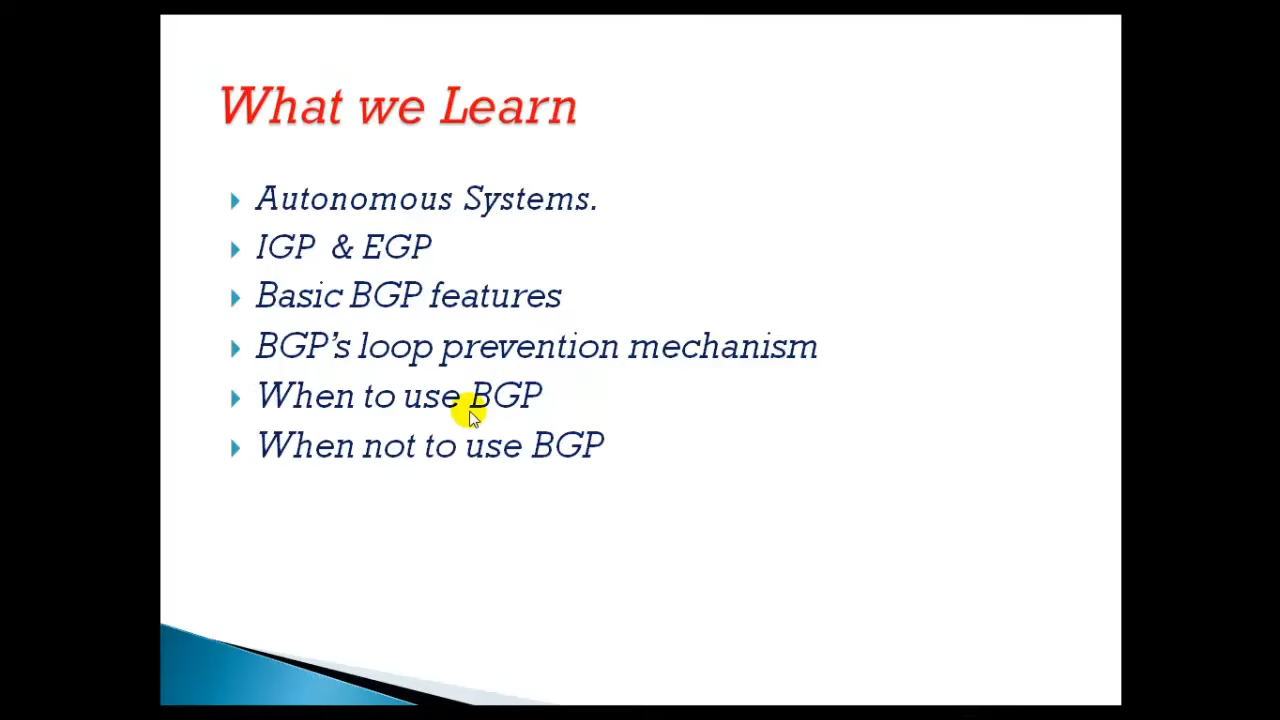 What we Learn
Autonomous Systems.
IGP & EGP
Basic BGP features
BGP's loop prevention mechanism
When to use BGP
When not to use BGP